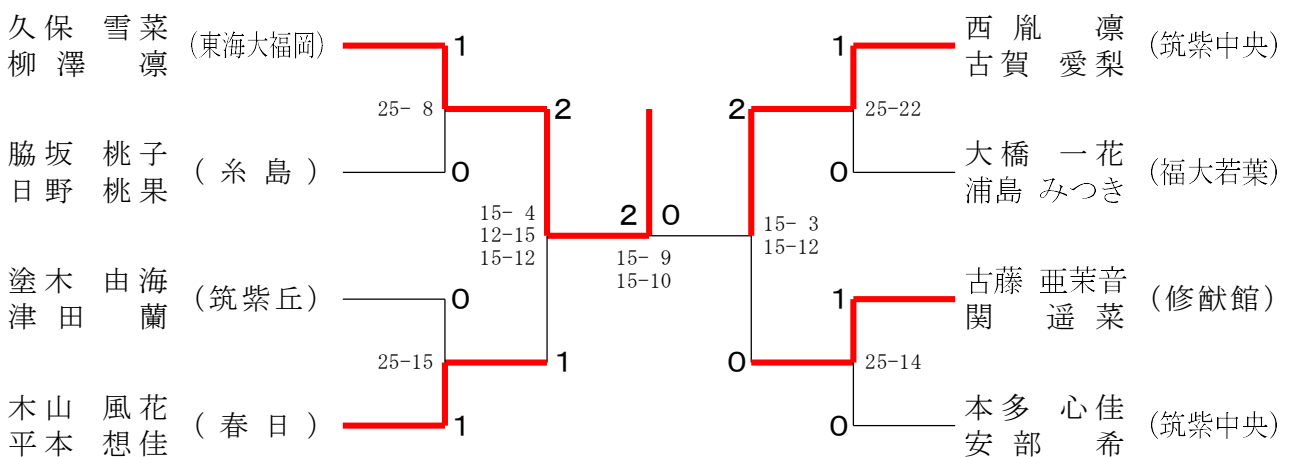 久保 雪菜
柳澤 凛
(東海大福岡)
1
25- 8
脇坂 桃子
日野 桃果
(糸島)
0
2
15- 4
12-15
15-12
塗木 由海
津田 蘭
(筑紫丘)
0
25-15
木山 風花
平本 想佳
(春日)
1
1
2 0
15- 9
15-10
西胤 凛
古賀 愛梨
(筑紫中央)
1
25-22
大橋 一花
浦島 みつき
(福大若葉)
0
2
15- 3
15-12
古藤 亜茉音
関 遥菜
(修猷館)
1
25-14
本多 心佳
安部 希
(筑紫中央)
0
0